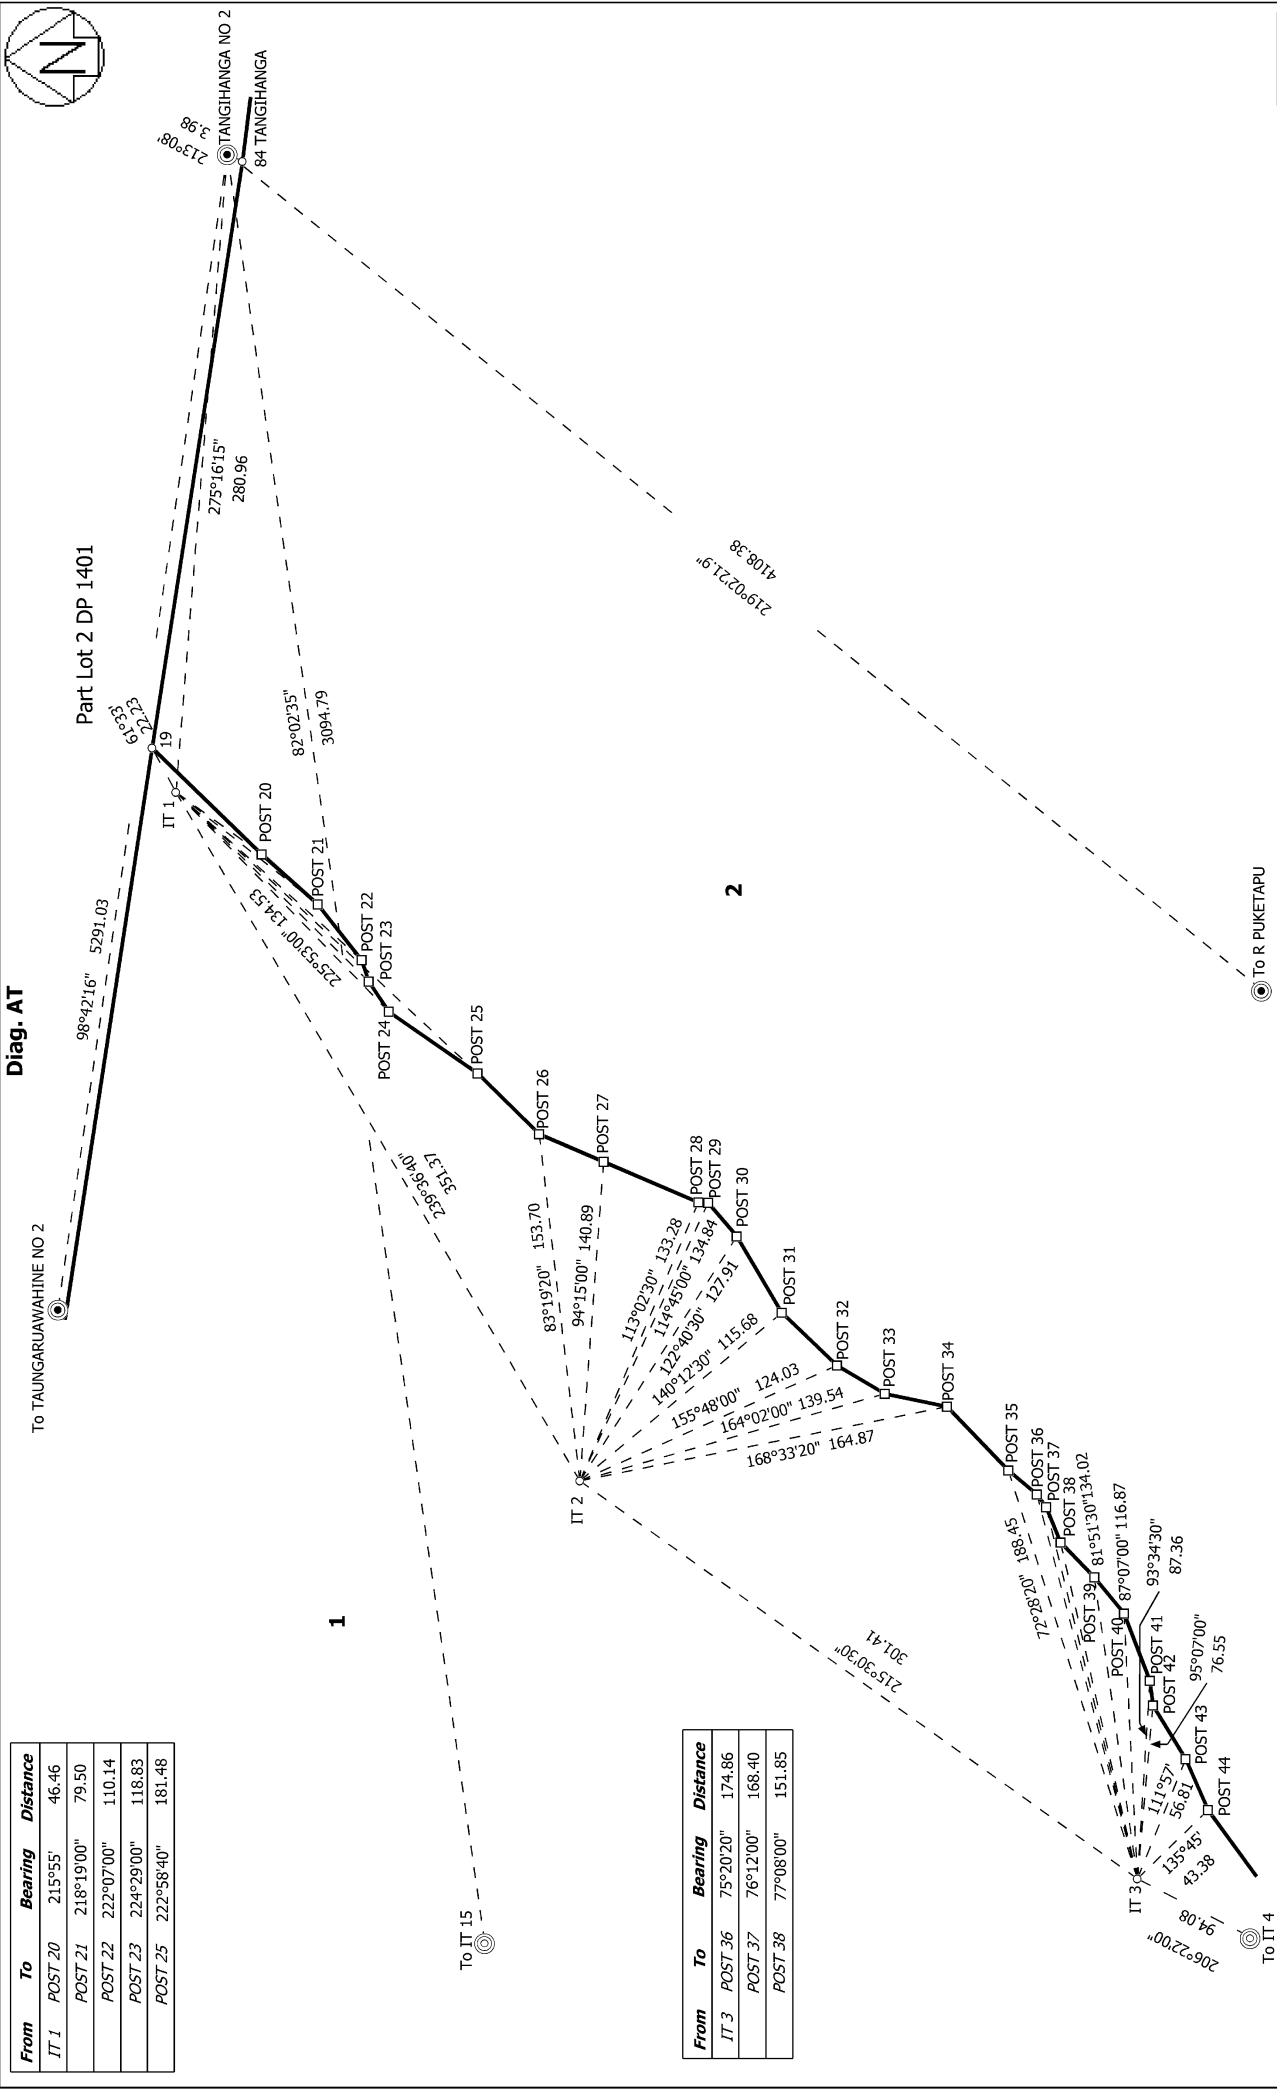 Diag. AT
N
From To Bearing Distance
IT 1 POST 20 215°55' 46.46
POST 21 218°19'00" 79.50
POST 22 222°07'00" 110.14
POST 23 224°29'00" 118.83
POST 25 222°58'40" 181.48
To TAUNGARUAWAHINE NO 2
98°42'16" 5291.03
Part Lot 2 DP 1401
61°33'
22.23
19
IT 1
275°16'15"
280.96
213°08'
3.98
TANGIHANGA NO 2
84 TANGIHANGA
82°02'35"
3094.79
POST 20
POST 21
POST 22
POST 23
POST 24
225°53'00" 134.53
POST 25
POST 26
POST 27
239°36'40"
351.37
1
To IT 15
83°19'20" 153.70
94°15'00" 140.89
IT 2
113°02'30" 133.28
114°45'00" 134.84
122°40'30" 127.91
140°12'30" 115.68
155°48'00" 124.03
164°02'00" 139.54
168°33'20" 164.87
POST 28
POST 29
POST 30
POST 31
POST 32
POST 33
POST 34
2
219°02'21.9"
4108.38
From To Bearing Distance
IT 3 POST 36 75°20'20" 174.86
POST 37 76°12'00" 168.40
POST 38 77°08'00" 151.85
215°30'30"
301.41
72°28'20" 188.45
POST 35
POST 36
POST 37
POST 38
81°51'30" 134.02
POST 39
87°07'00" 116.87
POST 40
93°34'30"
87.36
POST 41
POST 42
95°07'00"
76.55
POST 43
111°57'
56.81
POST 44
135°45'
43.38
IT 3
206°22'00"
94.08
To IT 4
To R PUKETAPU